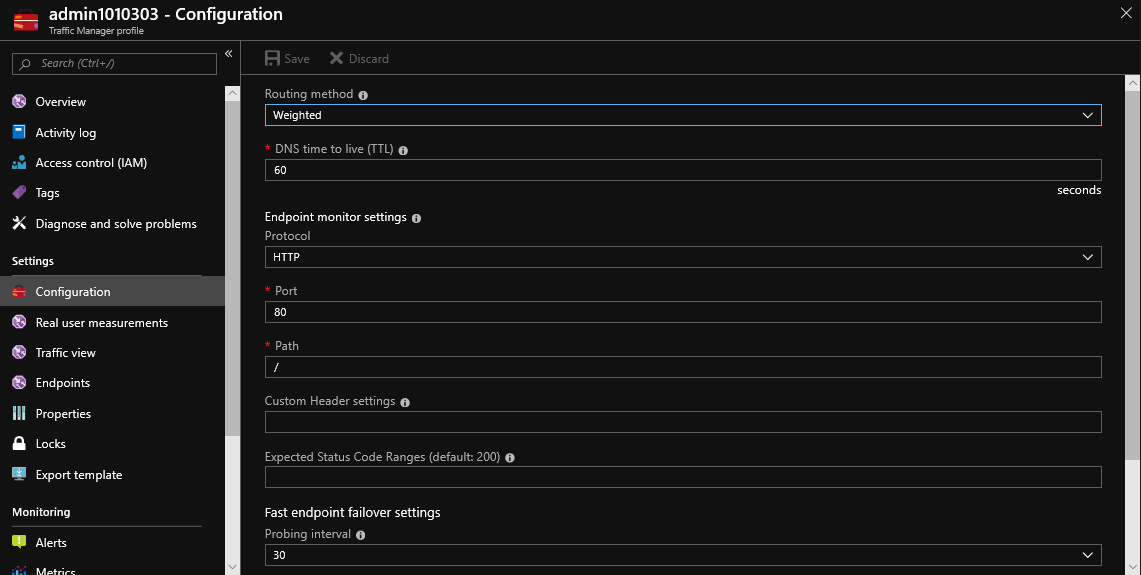 admin1010303 - Configuration
Traffic Manager profile
Search (Ctrl+/)
«
Overview
Activity log
Access control (IAM)
Tags
Diagnose and solve problems
Settings
Configuration
Real user measurements
Traffic view
Endpoints
Properties
Locks
Export template
Monitoring
Alerts
Metrics
Save Discard
Routing method
Weighted
* DNS time to live (TTL)
60
seconds
Endpoint monitor settings
Protocol
HTTP
* Port
80
* Path
/
Custom Header settings
Expected Status Code Ranges (default: 200)
Fast endpoint failover settings
Probing interval
30